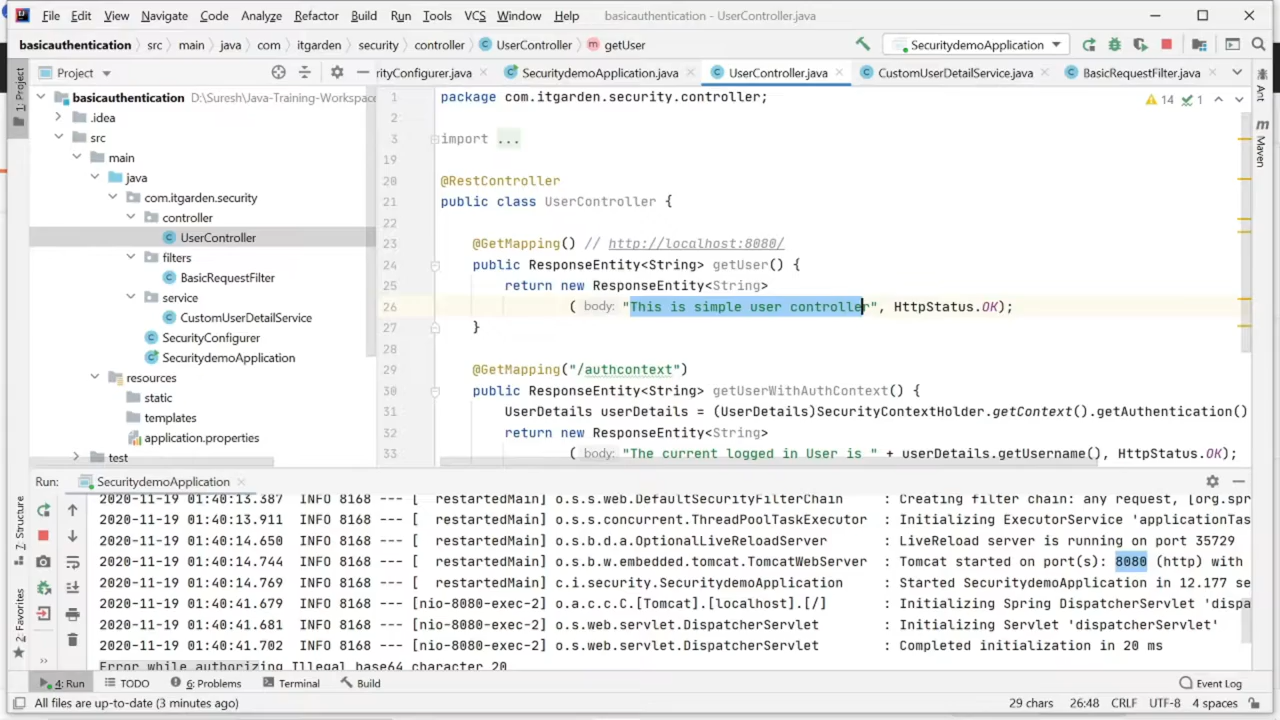 File Edit View Navigate Code Analyze Refactor Build Run Tools VCS Window Help basicauthentication - UserController.java
basicauthentication src main java com itgarden security controller UserController getUser SecuritydemoApplication
Project
rityConfigurer.java SecuritydemoApplication.java UserController.java CustomUserDetailService.java BasicRequestFilter.java
1: Project
Ant
Maven
basicauthentication D:\Suresh\Java-Training-Workspace
.idea
src
main
java
com.itgarden.security
controller
UserController
filters
BasicRequestFilter
service
CustomUserDetailService
SecurityConfigurer
SecuritydemoApplication
resources
static
templates
application.properties
test
14 1
1 package com.itgarden.security.controller;
2
3 import ...
19
20 @RestController
21 public class UserController {
22
23 @GetMapping() // http://localhost:8080/
24 public ResponseEntity<String> getUser() {
25 return new ResponseEntity<String>
26 ( body: "This is simple user controller", HttpStatus.OK);
27 }
28
29 @GetMapping("/authcontext")
30 public ResponseEntity<String> getUserWithAuthContext() {
31 UserDetails userDetails = (UserDetails)SecurityContextHolder.getContext().getAuthentication()
32 return new ResponseEntity<String>
33 ( body: "The current logged in User is " + userDetails.getUsername(), HttpStatus.OK);
Run: SecuritydemoApplication
7: Structure
2: Favorites
2020-11-19 01:40:13.387 INFO 8168 --- [ restartedMain] o.s.s.web.DefaultSecurityFilterChain : Creating filter chain: any request, [org.spr
2020-11-19 01:40:13.911 INFO 8168 --- [ restartedMain] o.s.s.concurrent.ThreadPoolTaskExecutor : Initializing ExecutorService 'applicationTas
2020-11-19 01:40:14.650 INFO 8168 --- [ restartedMain] o.s.b.d.a.OptionalLiveReloadServer : LiveReload server is running on port 35729
2020-11-19 01:40:14.744 INFO 8168 --- [ restartedMain] o.s.b.w.embedded.tomcat.TomcatWebServer : Tomcat started on port(s): 8080 (http) with
2020-11-19 01:40:14.769 INFO 8168 --- [ restartedMain] c.i.security.SecuritydemoApplication : Started SecuritydemoApplication in 12.177 se
2020-11-19 01:40:41.679 INFO 8168 --- [nio-8080-exec-2] o.a.c.c.C.[Tomcat].[localhost].[/] : Initializing Spring DispatcherServlet 'dispa
2020-11-19 01:40:41.681 INFO 8168 --- [nio-8080-exec-2] o.s.web.servlet.DispatcherServlet : Initializing Servlet 'dispatcherServlet'
2020-11-19 01:40:41.702 INFO 8168 --- [nio-8080-exec-2] o.s.web.servlet.DispatcherServlet : Completed initialization in 20 ms
Error while authorizing Illegal base64 character 20
4: Run TODO 6: Problems Terminal Build Event Log
All files are up-to-date (3 minutes ago) 29 chars 26:48 CRLF UTF-8 4 spaces